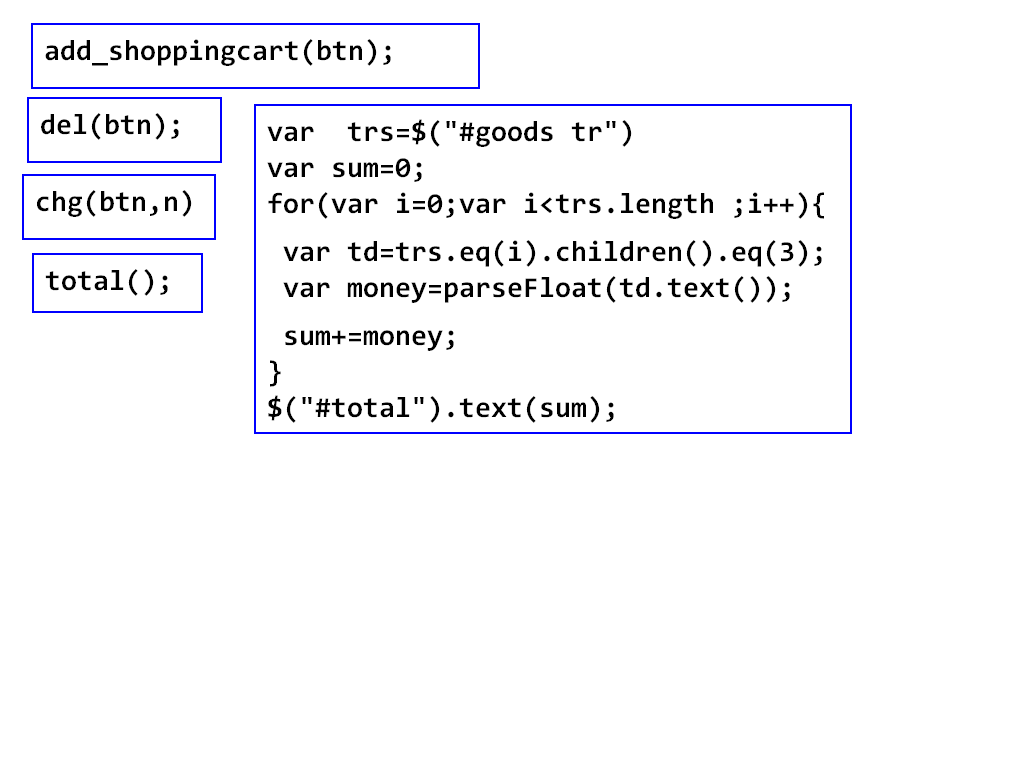 add_shoppingcart(btn);
del(btn);
chg(btn,n)
total();
var  trs=$("#goods tr")
var sum=0;
for(var i=0;var i<trs.length ;i++){
 var td=trs.eq(i).children().eq(3);
 var money=parseFloat(td.text());
 sum+=money;
}
$("#total").text(sum);